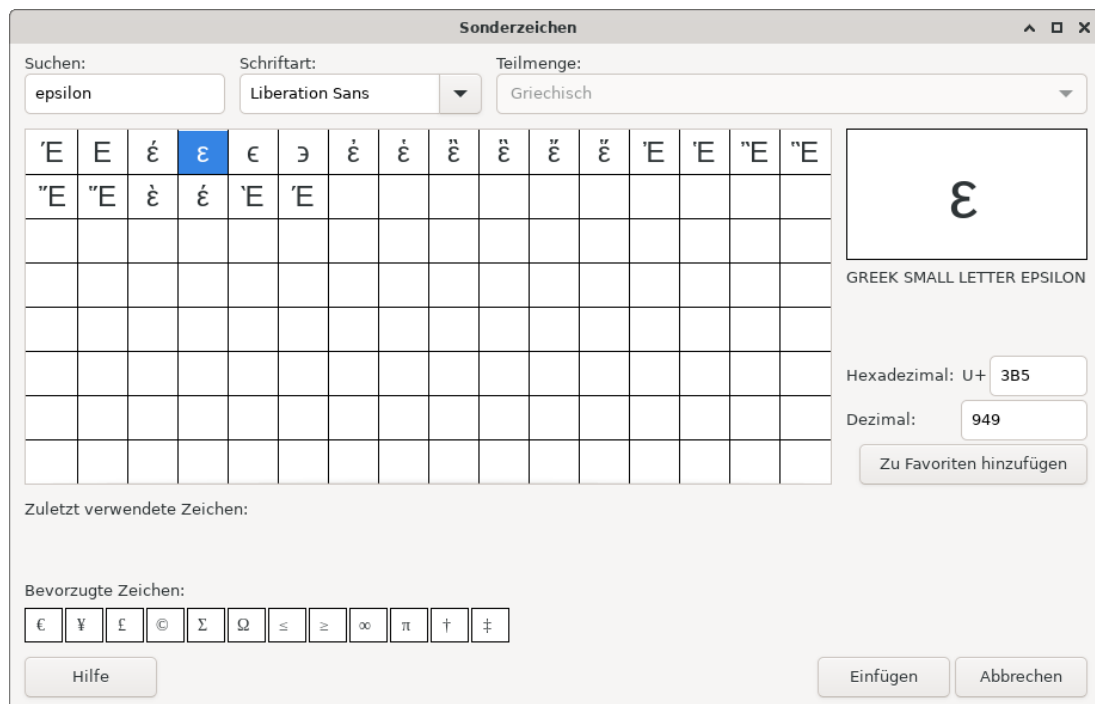 Sonderzeichen
Suchen: Schriftart: Teilmenge:
epsilon Liberation Sans Griechisch
Έ Ε έ ε ϵ ϶ ἐ ἑ ἒ ἓ ἔ ἕ Ἐ Ἑ Ἒ Ἓ
Ἔ Ἕ ὲ έ Ὲ Έ
ε
GREEK SMALL LETTER EPSILON
Hexadezimal: U+ 3B5
Dezimal: 949
Zu Favoriten hinzufügen
Zuletzt verwendete Zeichen:
Bevorzugte Zeichen:
€ ¥ £ © Σ Ω ≤ ≥ ∞ π † ‡
Hilfe Einfügen Abbrechen